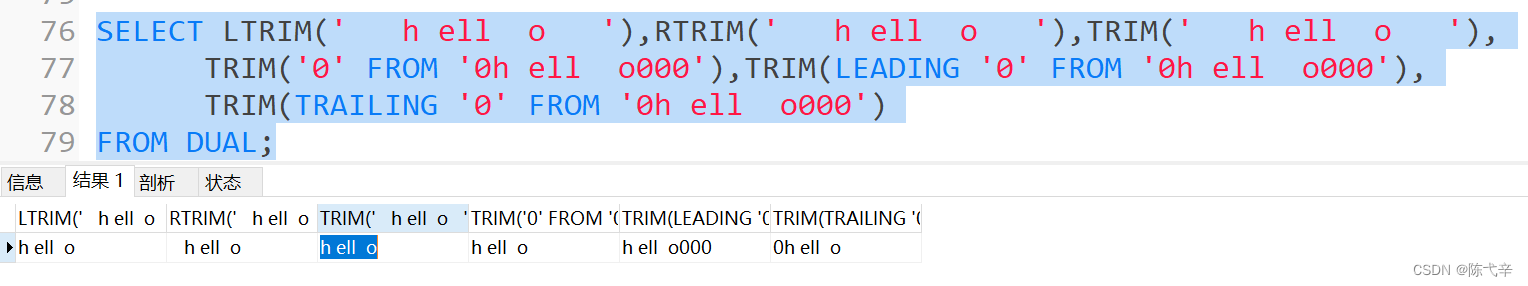 76 SELECT LTRIM('   h ell  o   '),RTRIM('   h ell  o   '),TRIM('   h ell  o   '),
77       TRIM('0' FROM '0h ell  o000'),TRIM(LEADING '0' FROM '0h ell  o000'),
78       TRIM(TRAILING '0' FROM '0h ell  o000')
79 FROM DUAL;
信息 结果 1 剖析 状态
LTRIM('   h ell  o RTRIM('   h ell  o TRIM('   h ell  o   ' TRIM('0' FROM '0 TRIM(LEADING '0 TRIM(TRAILING '0
h ell  o    h ell  o h ell  o h ell  o h ell  o000 0h ell  o
CSDN @陈弋辛